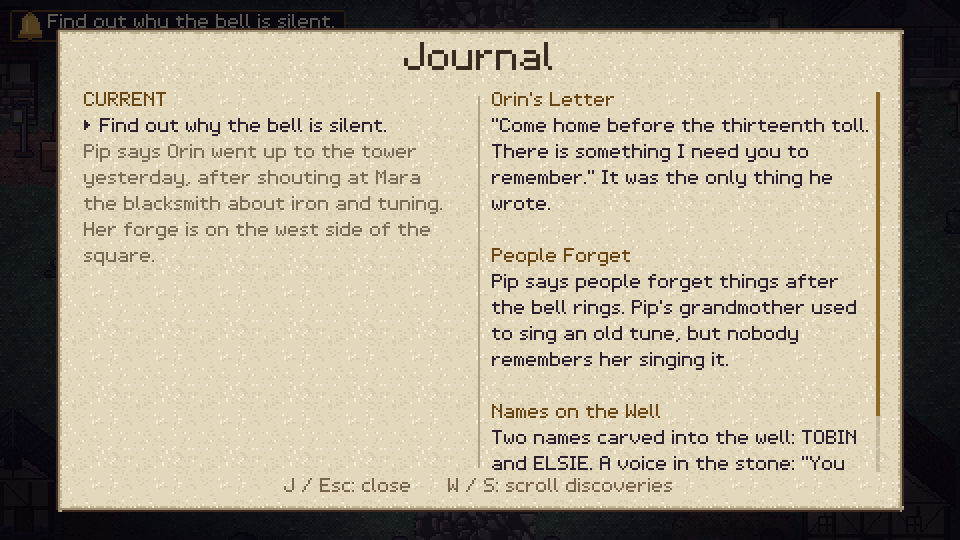 Find out why the bell is silent.
Journal
CURRENT
Find out why the bell is silent.
Pip says Orin went up to the tower
yesterday, after shouting at Mara
the blacksmith about iron and tuning.
Her forge is on the west side of the
square.
Orin's Letter
"Come home before the thirteenth toll.
There is something I need you to
remember." It was the only thing he
wrote.
People Forget
Pip says people forget things after
the bell rings. Pip's grandmother used
to sing an old tune, but nobody
remembers her singing it.
Names on the Well
Two names carved into the well: TOBIN
and ELSIE. A voice in the stone: "You
J / Esc: close W / S: scroll discoveries